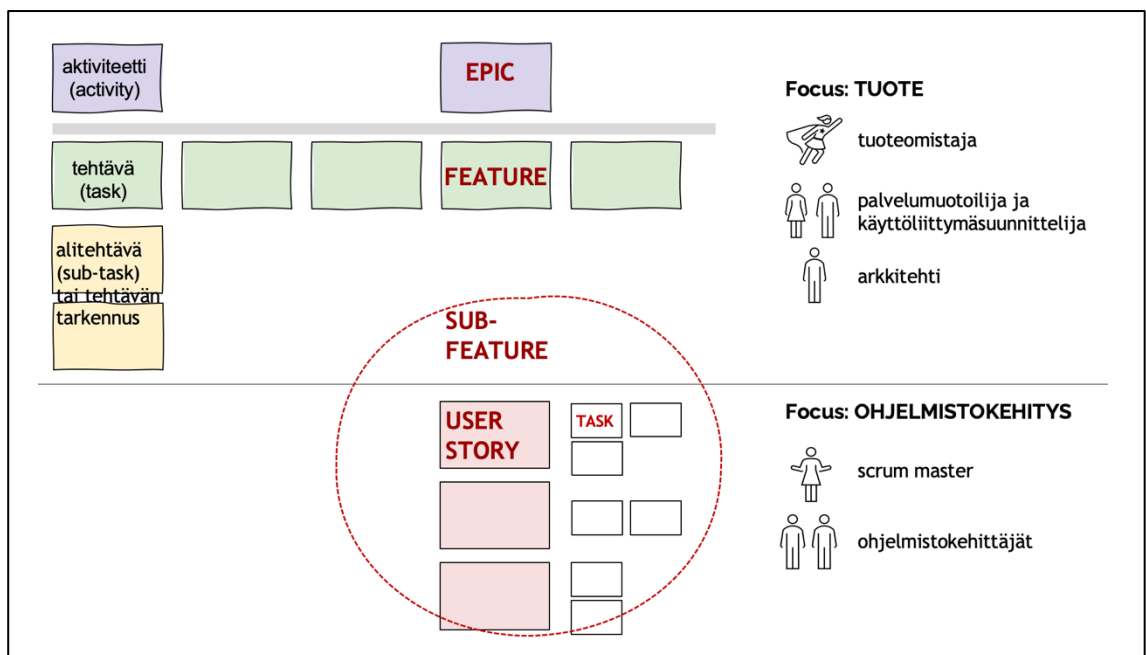 aktiviteetti
(activity)
EPIC
Focus: TUOTE
tuoteomistaja
tehtävä
(task)
FEATURE
palvelumuotoilija ja
käyttöliittymäsuunnittelija
alitehtävä
(sub-task)
tai tehtävän
tarkennus
arkkitehti
SUB-
FEATURE
USER
STORY
TASK
Focus: OHJELMISTOKEHITYS
scrum master
ohjelmistokehittäjät